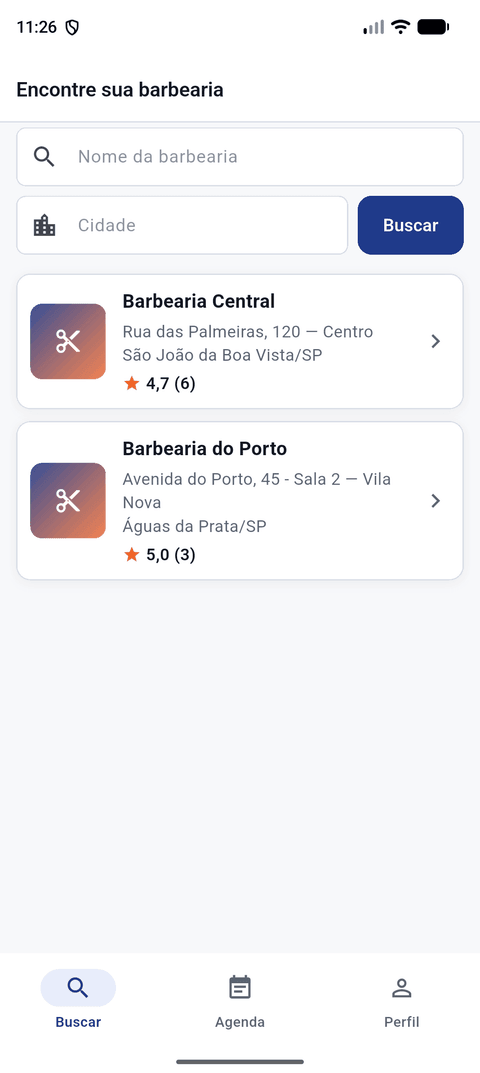 11:26
Encontre sua barbearia
Nome da barbearia
Cidade
Buscar
Barbearia Central
Rua das Palmeiras, 120 — Centro
São João da Boa Vista/SP
4,7 (6)
Barbearia do Porto
Avenida do Porto, 45 - Sala 2 — Vila
Nova
Águas da Prata/SP
5,0 (3)
Buscar
Agenda
Perfil